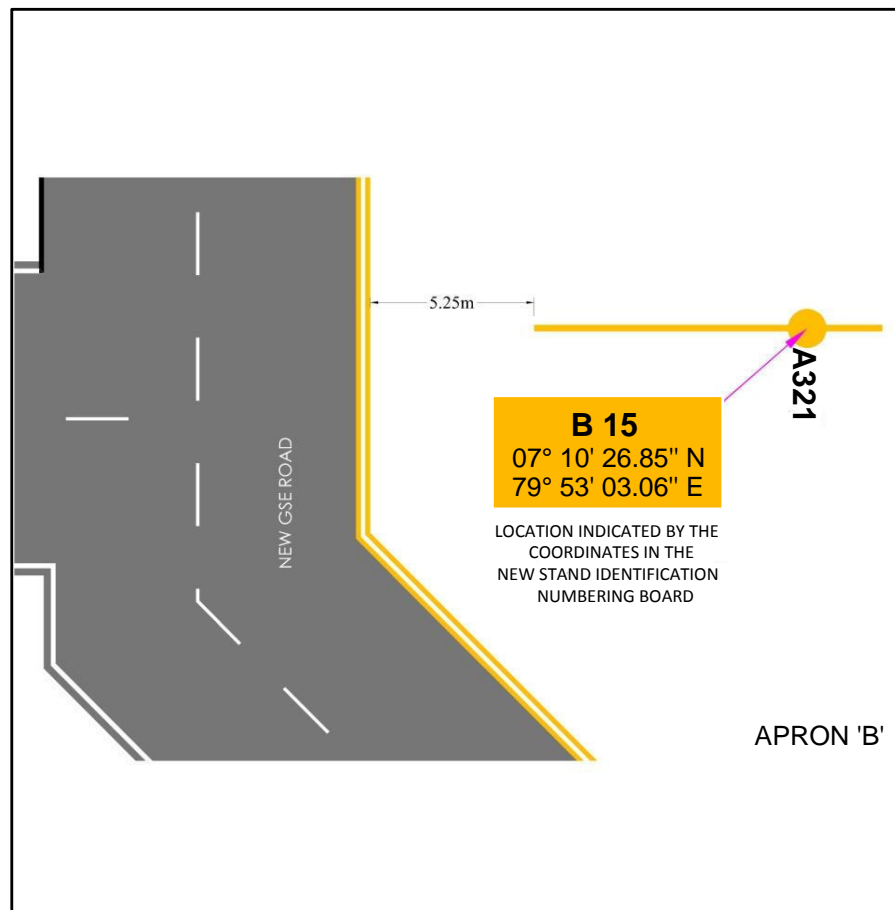 5.25m
A321
B 15
07° 10' 26.85" N
79° 53' 03.06" E
LOCATION INDICATED BY THE
COORDINATES IN THE
NEW STAND IDENTIFICATION
NUMBERING BOARD
NEW GSE ROAD
APRON 'B'